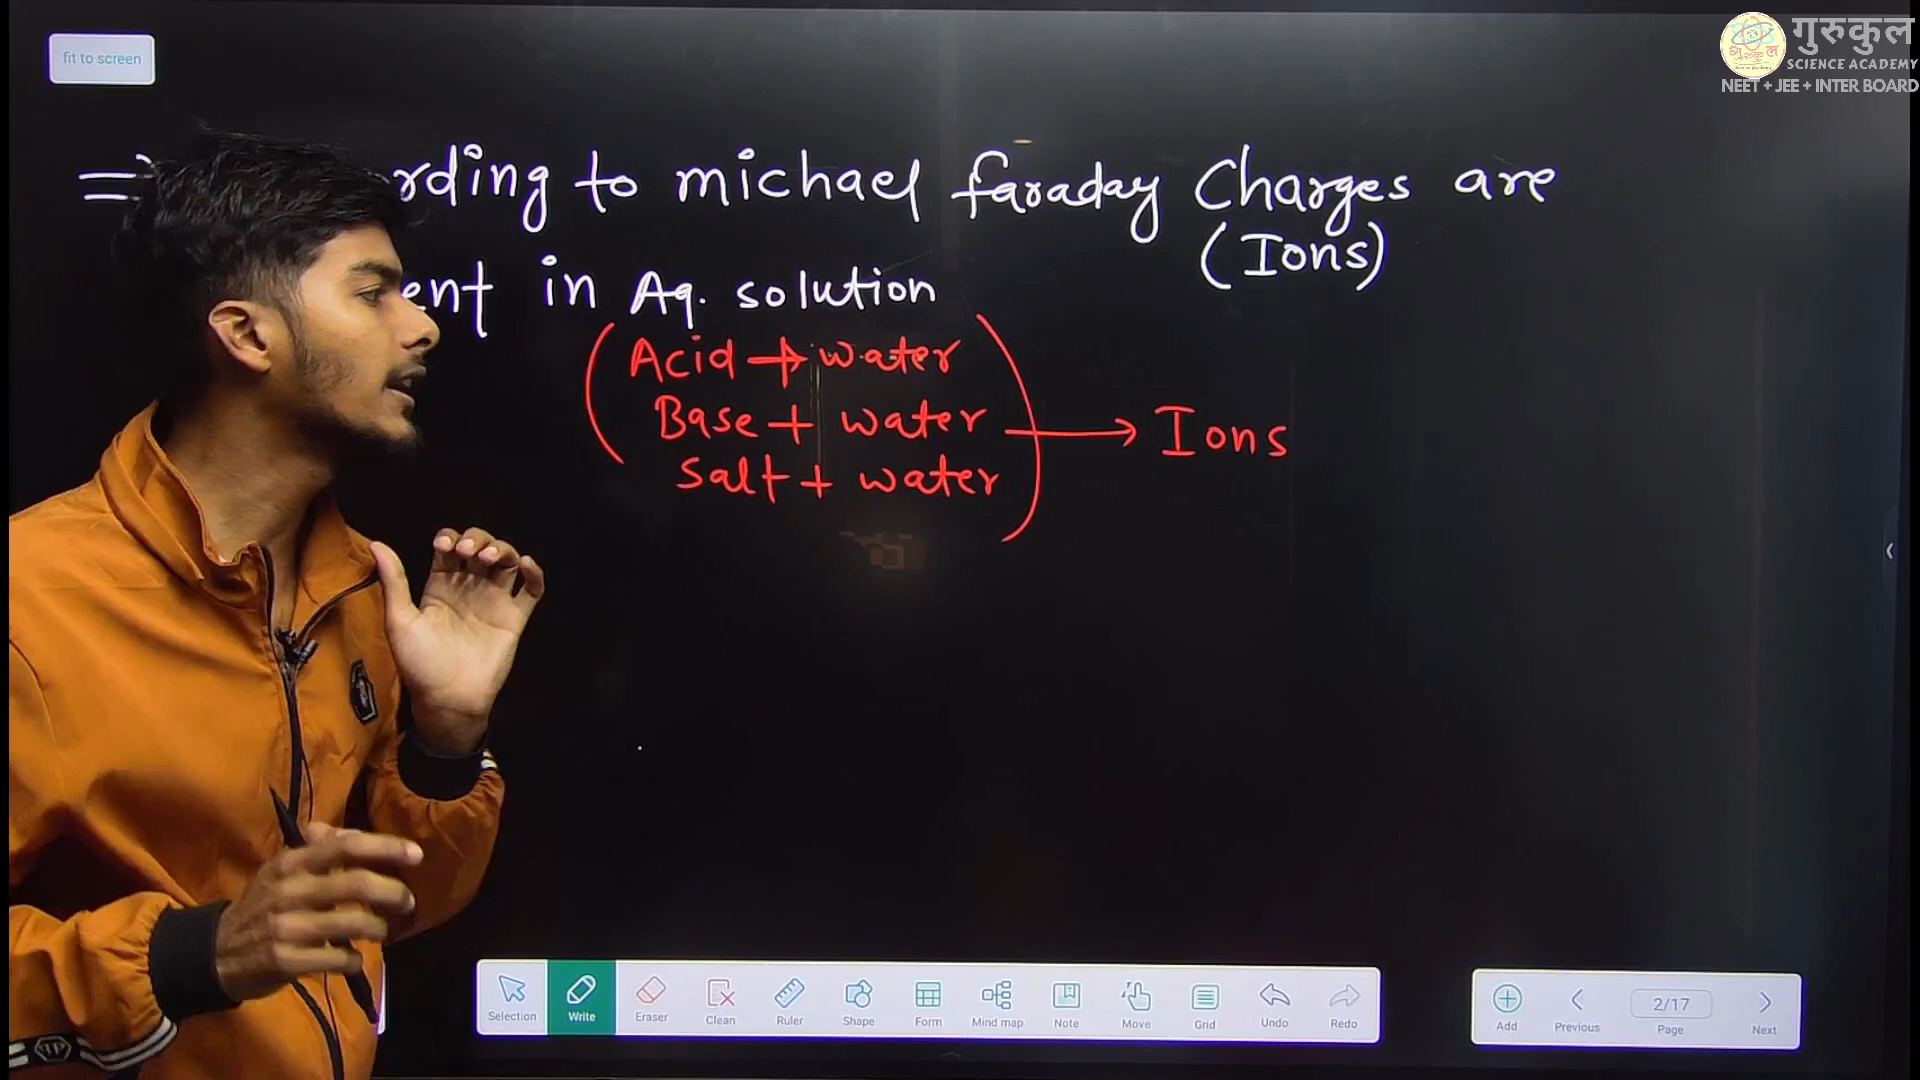 fit to screen
गुरुकुल
SCIENCE ACADEMY
NEET + JEE + INTER BOARD
⇒ rding to michael faraday Charges are
(Ions)
ent in Aq. solution
(Acid + water
Base + water
Salt + water) → Ions
Selection Write Eraser Clean Ruler Shape Form Mind map Note Move Grid Undo Redo
Add Previous 2/17 Page Next